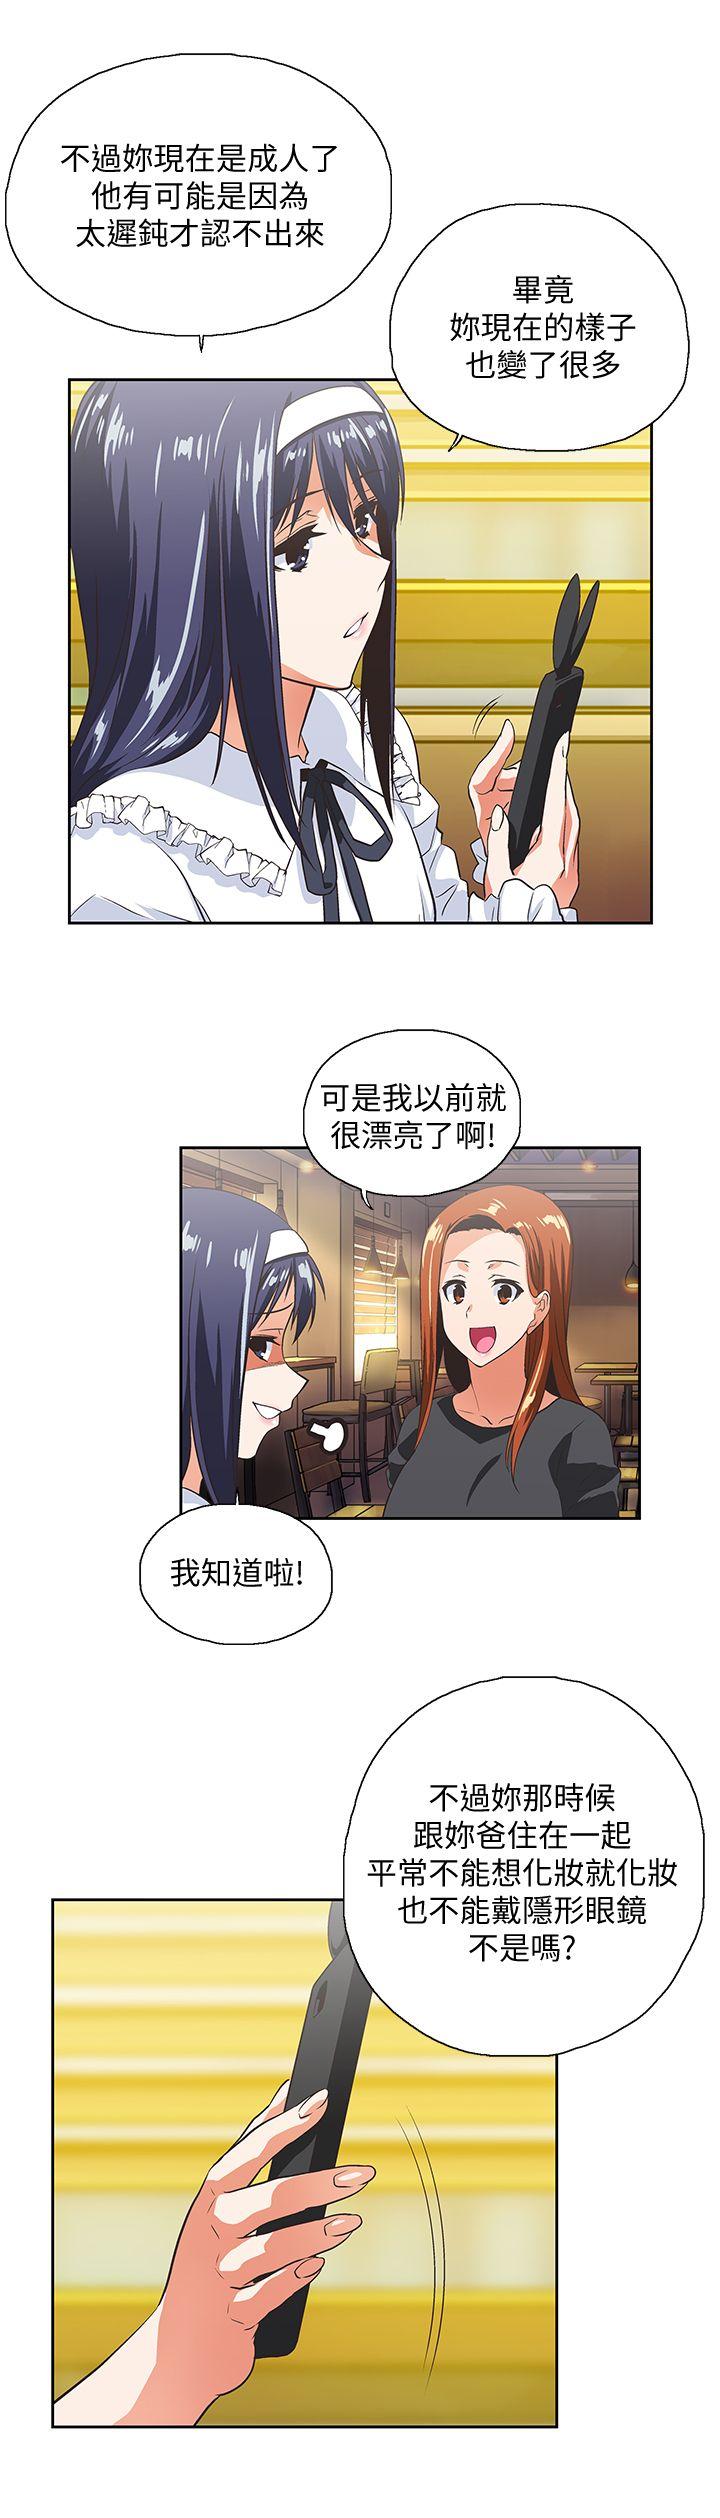 不過妳現在是成人了
他有可能是因為
太遲鈍才認不出來
畢竟
妳現在的樣子
也變了很多
可是我以前就
很漂亮了啊!
我知道啦!
不過妳那時候
跟妳爸住在一起
平常不能想化妝就化妝
也不能戴隱形眼鏡
不是嗎?